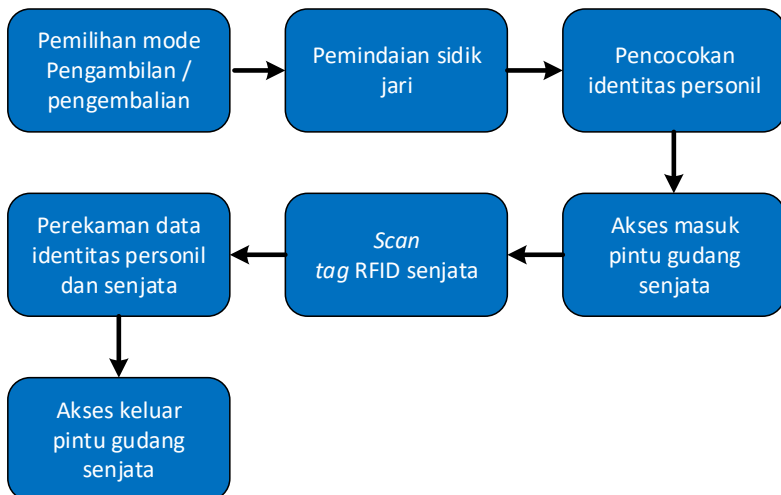 Pemilihan mode
Pengambilan /
pengembalian
Pemindaian sidik
jari
Pencocokan
identitas personil
Akses masuk
pintu gudang
senjata
Scan
tag RFID senjata
Perekaman data
identitas personil
dan senjata
Akses keluar
pintu gudang
senjata